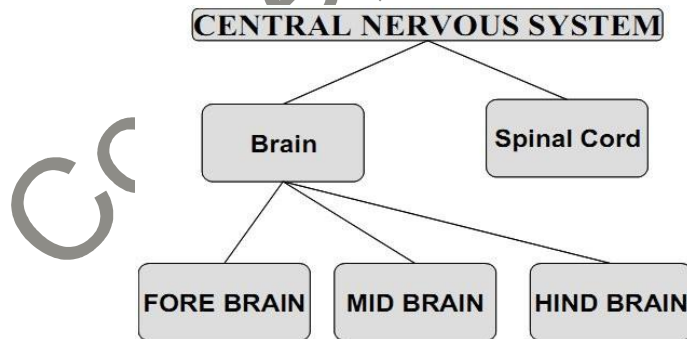 CENTRAL NERVOUS SYSTEM
Brain
Spinal Cord
FORE BRAIN
MID BRAIN
HIND BRAIN